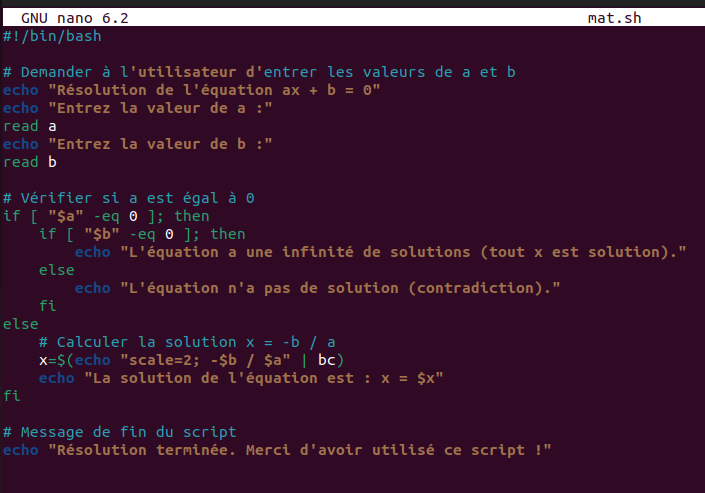 GNU nano 6.2 mat.sh
#!/bin/bash
# Demander à l'utilisateur d'entrer les valeurs de a et b
echo "Résolution de l'équation ax + b = 0"
echo "Entrez la valeur de a :"
read a
echo "Entrez la valeur de b :"
read b
# Vérifier si a est égal à 0
if [ "$a" -eq 0 ]; then
    if [ "$b" -eq 0 ]; then
        echo "L'équation a une infinité de solutions (tout x est solution)."
    else
        echo "L'équation n'a pas de solution (contradiction)."
    fi
else
    # Calculer la solution x = -b / a
    x=$(echo "scale=2; -$b / $a" | bc)
    echo "La solution de l'équation est : x = $x"
fi
# Message de fin du script
echo "Résolution terminée. Merci d'avoir utilisé ce script !"